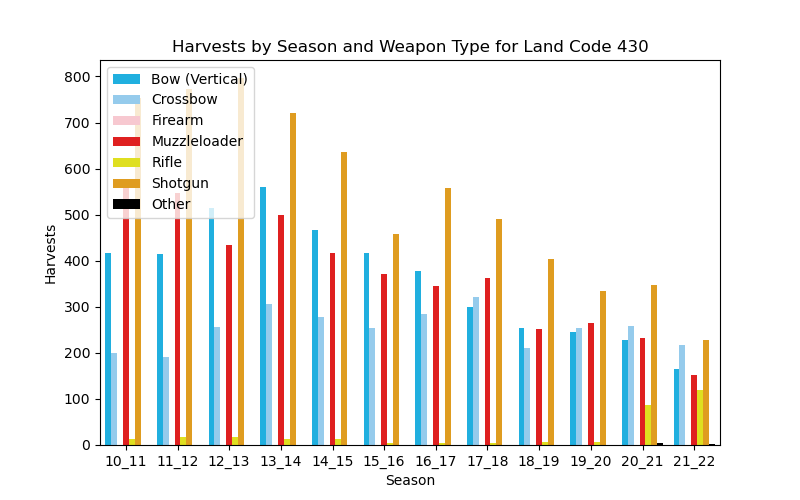 Harvests by Season and Weapon Type for Land Code 430
Bow (Vertical)
Crossbow
Firearm
Muzzleloader
Rifle
Shotgun
Other
800
700
600
500
400
300
200
100
0
Harvests
10_11 11_12 12_13 13_14 14_15 15_16 16_17 17_18 18_19 19_20 20_21 21_22
Season